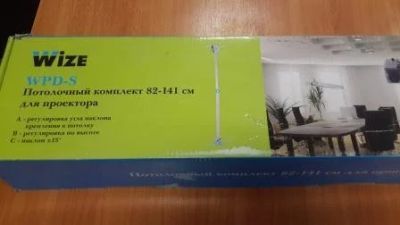 Wize
WPD-S
Потолочный комплект 82-141 см
для проектора
A - регулировка угла наклона
крепления к потолку
B - регулировка по высоте
C - наклон ±15°
Потолочный комплект 82-141 см для